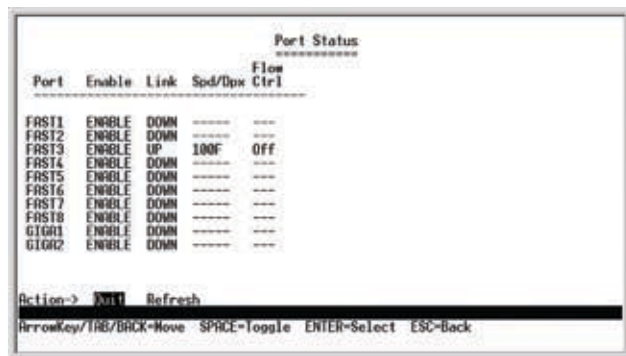 Port Status
===========
Flow
Port Enable Link Spd/Dpx Ctrl
FAST1 ENABLE DOWN ----- ---
FAST2 ENABLE DOWN ----- ---
FAST3 ENABLE UP 100F Off
FAST4 ENABLE DOWN ----- ---
FAST5 ENABLE DOWN ----- ---
FAST6 ENABLE DOWN ----- ---
FAST7 ENABLE DOWN ----- ---
FAST8 ENABLE DOWN ----- ---
GIGA1 ENABLE DOWN ----- ---
GIGA2 ENABLE DOWN ----- ---
Action-> Quit Refresh
ArrowKey/TAB/BACK=Move SPACE=Toggle ENTER=Select ESC=Back